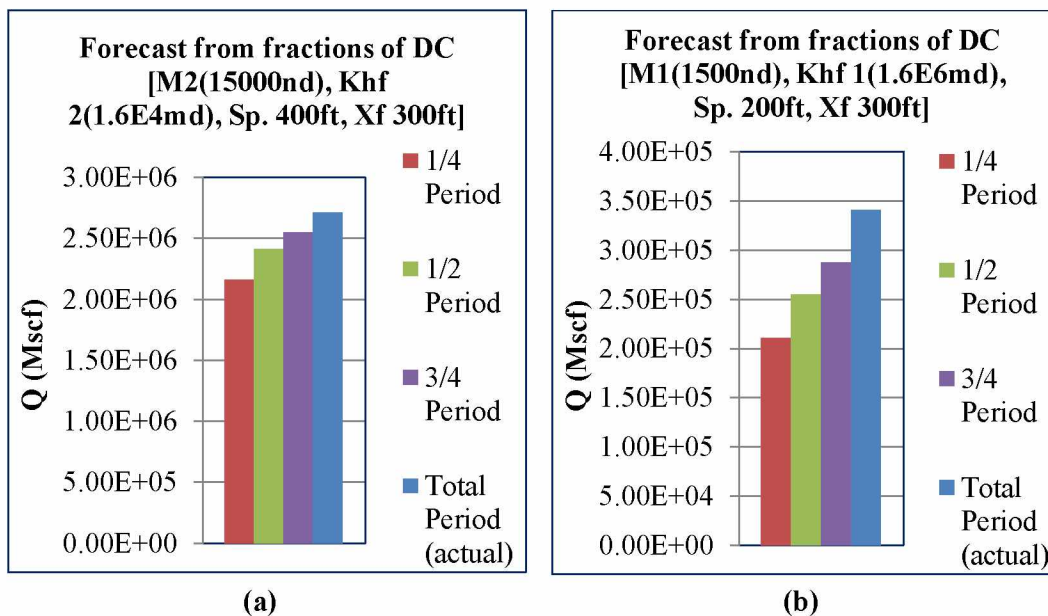 Forecast from fractions of DC
[M2(15000nd), Khf
2(1.6E4md), Sp. 400ft, Xf 300ft]
3.00E+06
2.50E+06
2.00E+06
1.50E+06
1.00E+06
5.00E+05
0.00E+00
Q (Mscf)
1/4
Period
1/2
Period
3/4
Period
Total
Period
(actual)
(a)
Forecast from fractions of DC
[M1(1500nd), Khf 1(1.6E6md),
Sp. 200ft, Xf 300ft]
4.00E+05
3.50E+05
3.00E+05
2.50E+05
2.00E+05
1.50E+05
1.00E+05
5.00E+04
0.00E+00
Q (Mscf)
1/4
Period
1/2
Period
3/4
Period
Total
Period
(actual)
(b)